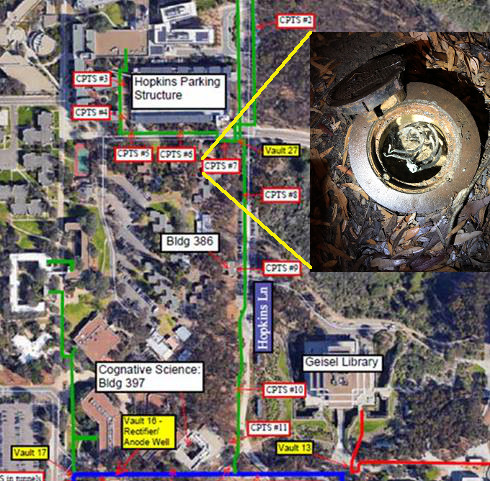 CPTS #2
CPTS #3
Hopkins Parking
Structure
CPTS #4
CPTS #5
CPTS #6
CPTS #7
Vault 27
CPTS #8
Bldg 386
CPTS #9
Hopkins Ln
Geisel Library
Cognative Science:
Bldg 397
CPTS #10
Vault 16 -
Rectifier/
Anode Well
CPTS #11
Vault 17
Vault 13
S in tunnels